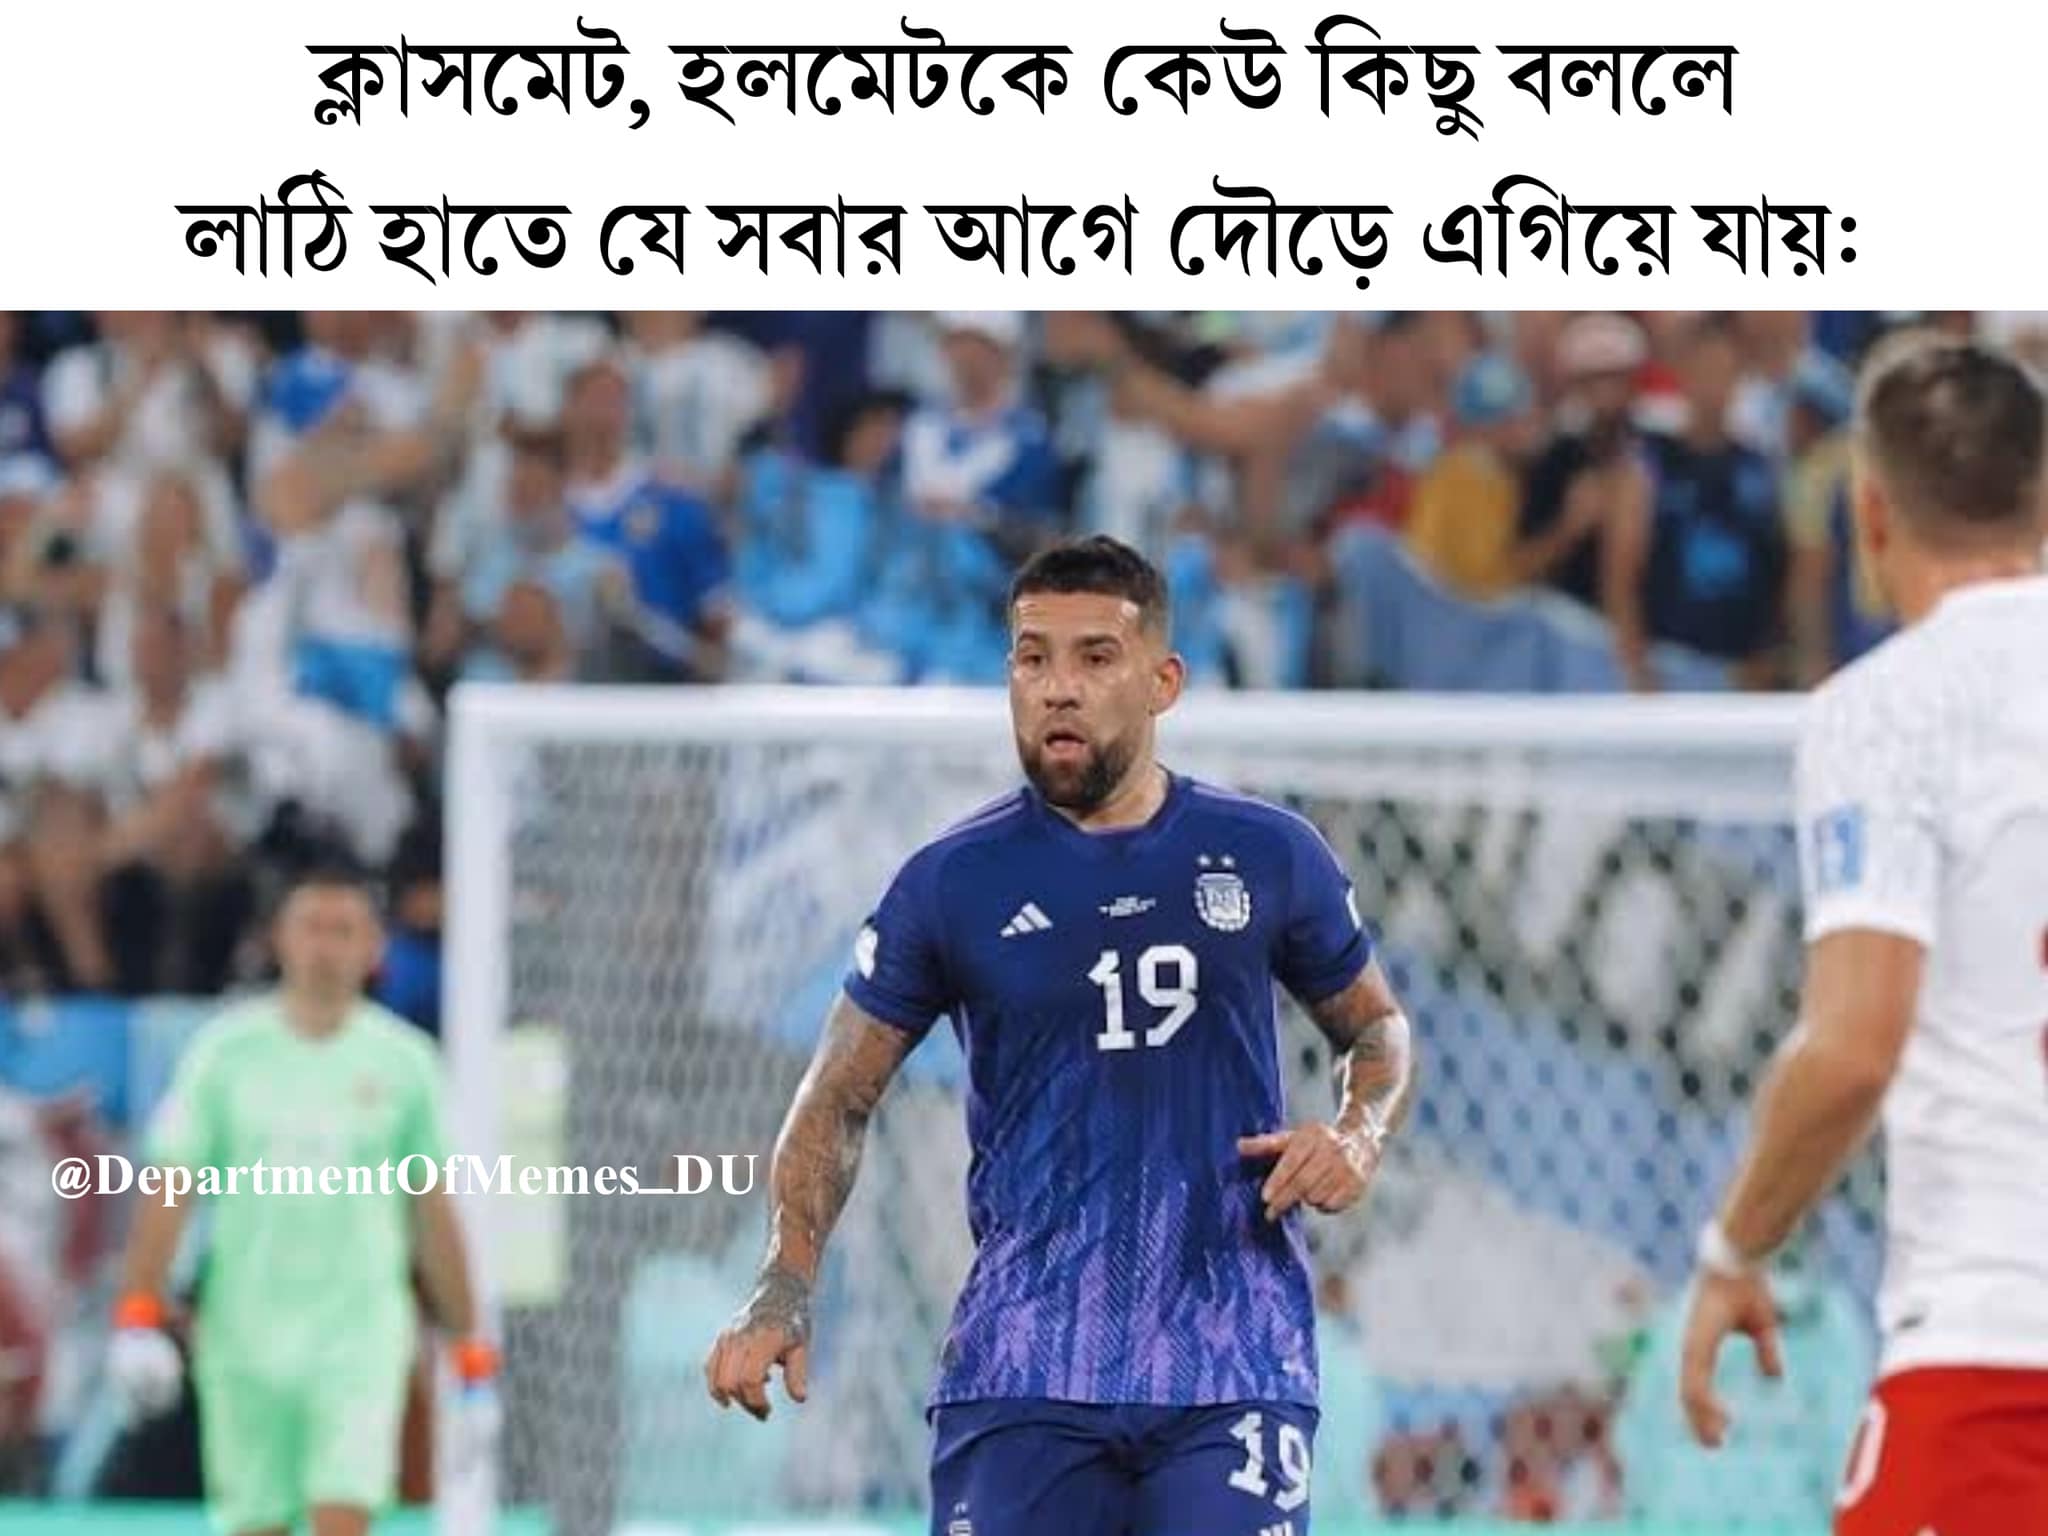 ক্লাসমেট, হলমেটকে কেউ কিছু বললে
লাঠি হাতে যে সবার আগে দৌড়ে এগিয়ে যায়:
19
@DepartmentOfMemes_DU
19